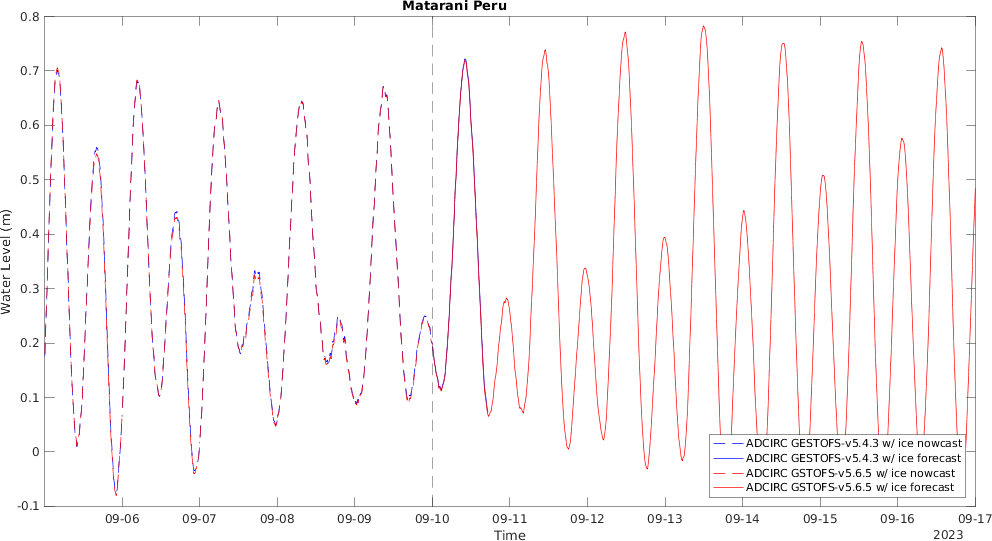 Matarani Peru
0.8
0.7
0.6
0.5
0.4
0.3
0.2
0.1
0
-0.1
Water Level (m)
ADCIRC GESTOFS-v5.4.3 w/ ice nowcast
ADCIRC GESTOFS-v5.4.3 w/ ice forecast
ADCIRC GSTOFS-v5.6.5 w/ ice nowcast
ADCIRC GSTOFS-v5.6.5 w/ ice forecast
09-06 09-07 09-08 09-09 09-10 09-11 09-12 09-13 09-14 09-15 09-16 09-17
Time
2023